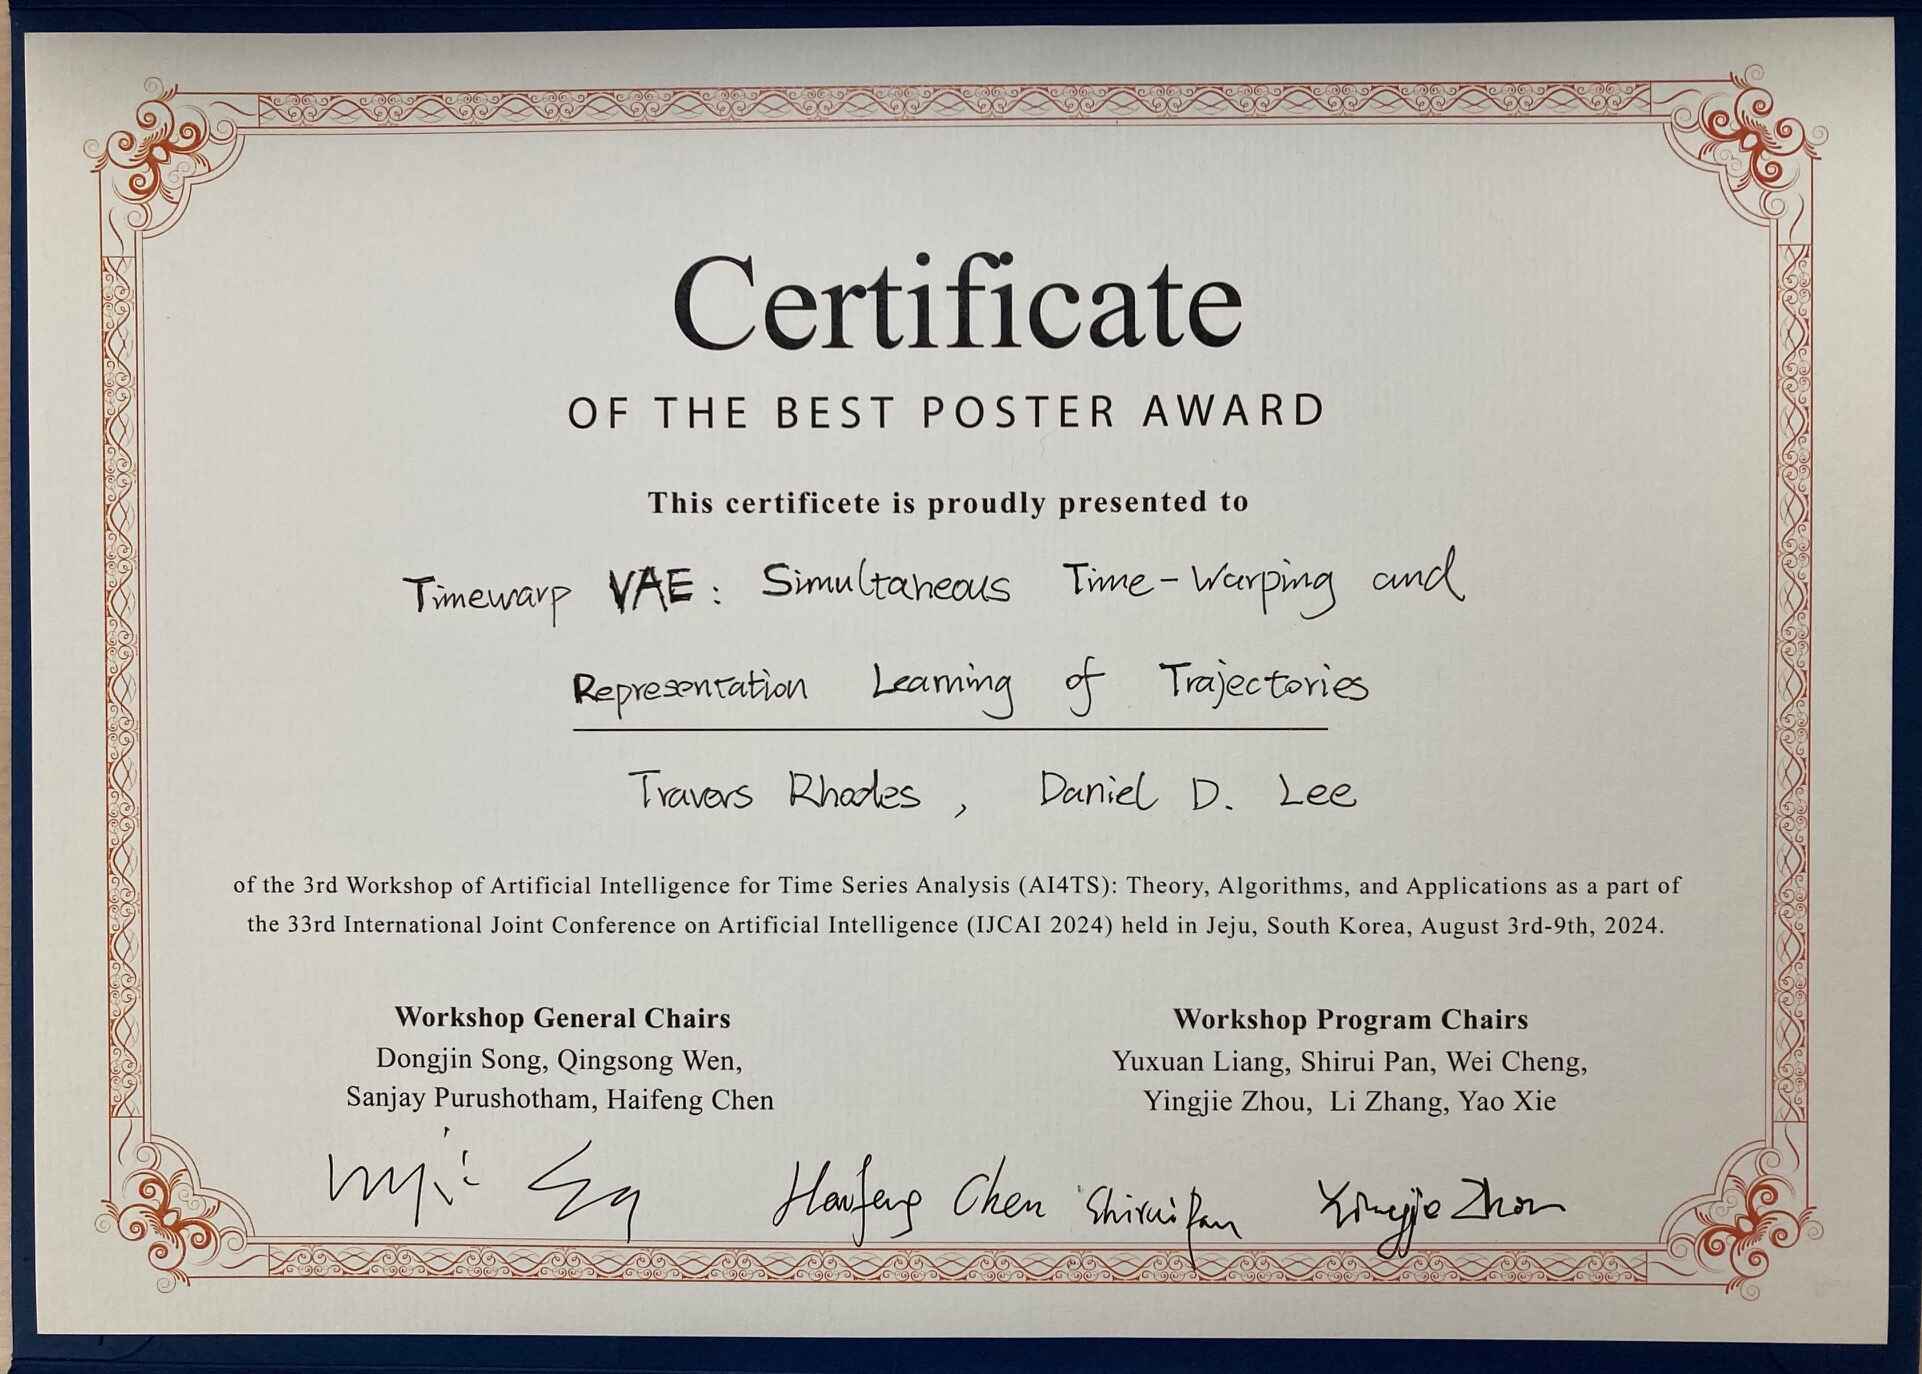 Certificate
OF THE BEST POSTER AWARD
This certificete is proudly presented to
Timewarp VAE: Simultaneous Time-Warping and
Representation Learning of Trajectories
Travers Rhodes, Daniel D. Lee
of the 3rd Workshop of Artificial Intelligence for Time Series Analysis (AI4TS): Theory, Algorithms, and Applications as a part of
the 33rd International Joint Conference on Artificial Intelligence (IJCAI 2024) held in Jeju, South Korea, August 3rd-9th, 2024.
Workshop General Chairs
Dongjin Song, Qingsong Wen,
Sanjay Purushotham, Haifeng Chen
Workshop Program Chairs
Yuxuan Liang, Shirui Pan, Wei Cheng,
Yingjie Zhou, Li Zhang, Yao Xie
Haifeng Chen Shirui Pan Yingjie Zhou